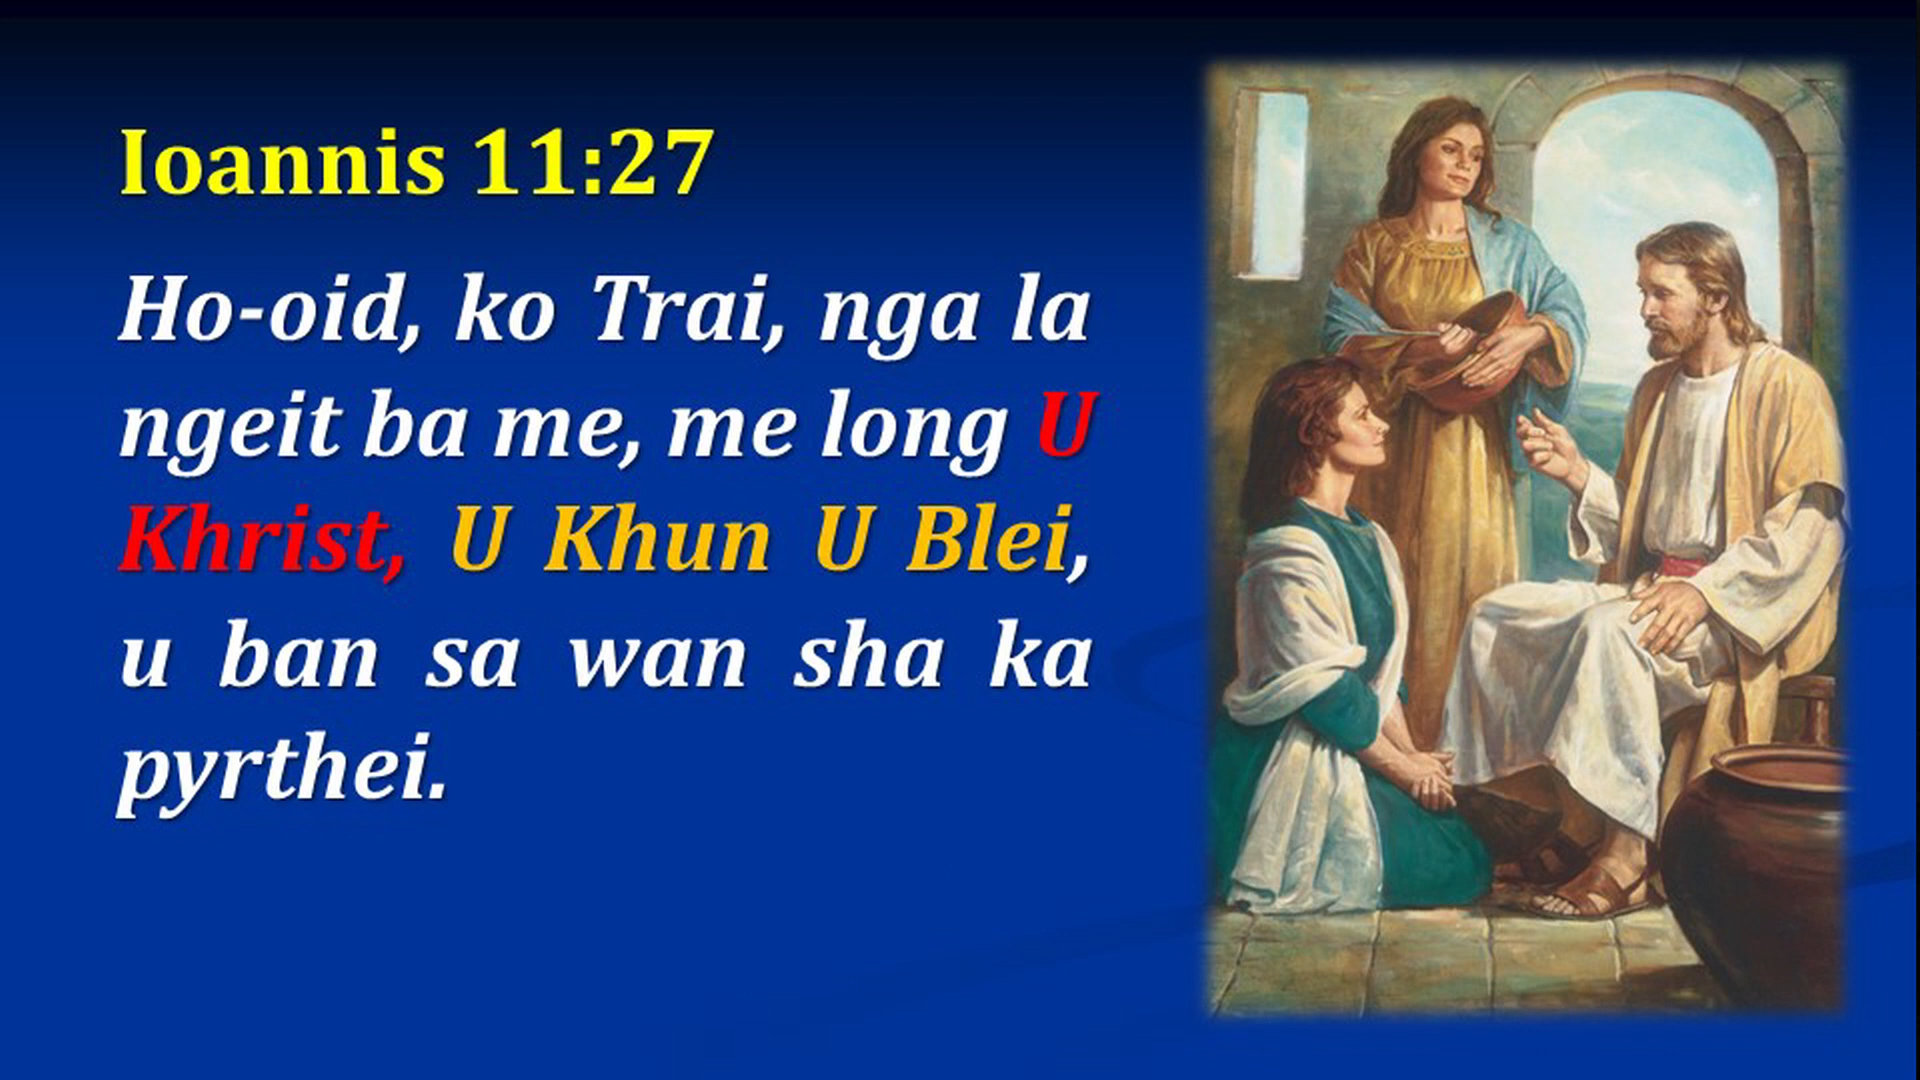 Ioannis 11:27
Ho-oid, ko Trai, nga la
ngeit ba me, me long U
Khrist, U Khun U Blei,
u ban sa wan sha ka
pyrthei.